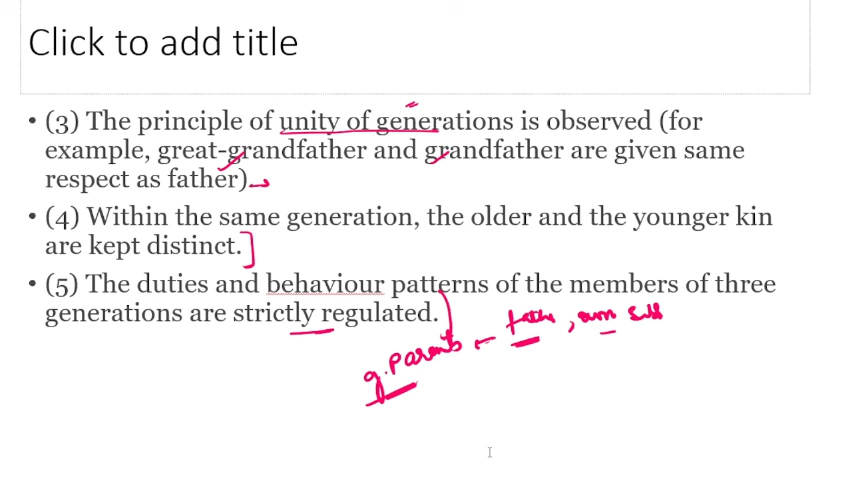 Click to add title
• (3) The principle of unity of generations is observed (for
example, great-grandfather and grandfather are given same
respect as father).
• (4) Within the same generation, the older and the younger kin
are kept distinct.
• (5) The duties and behaviour patterns of the members of three
generations are strictly regulated.
g.parents - father, own self